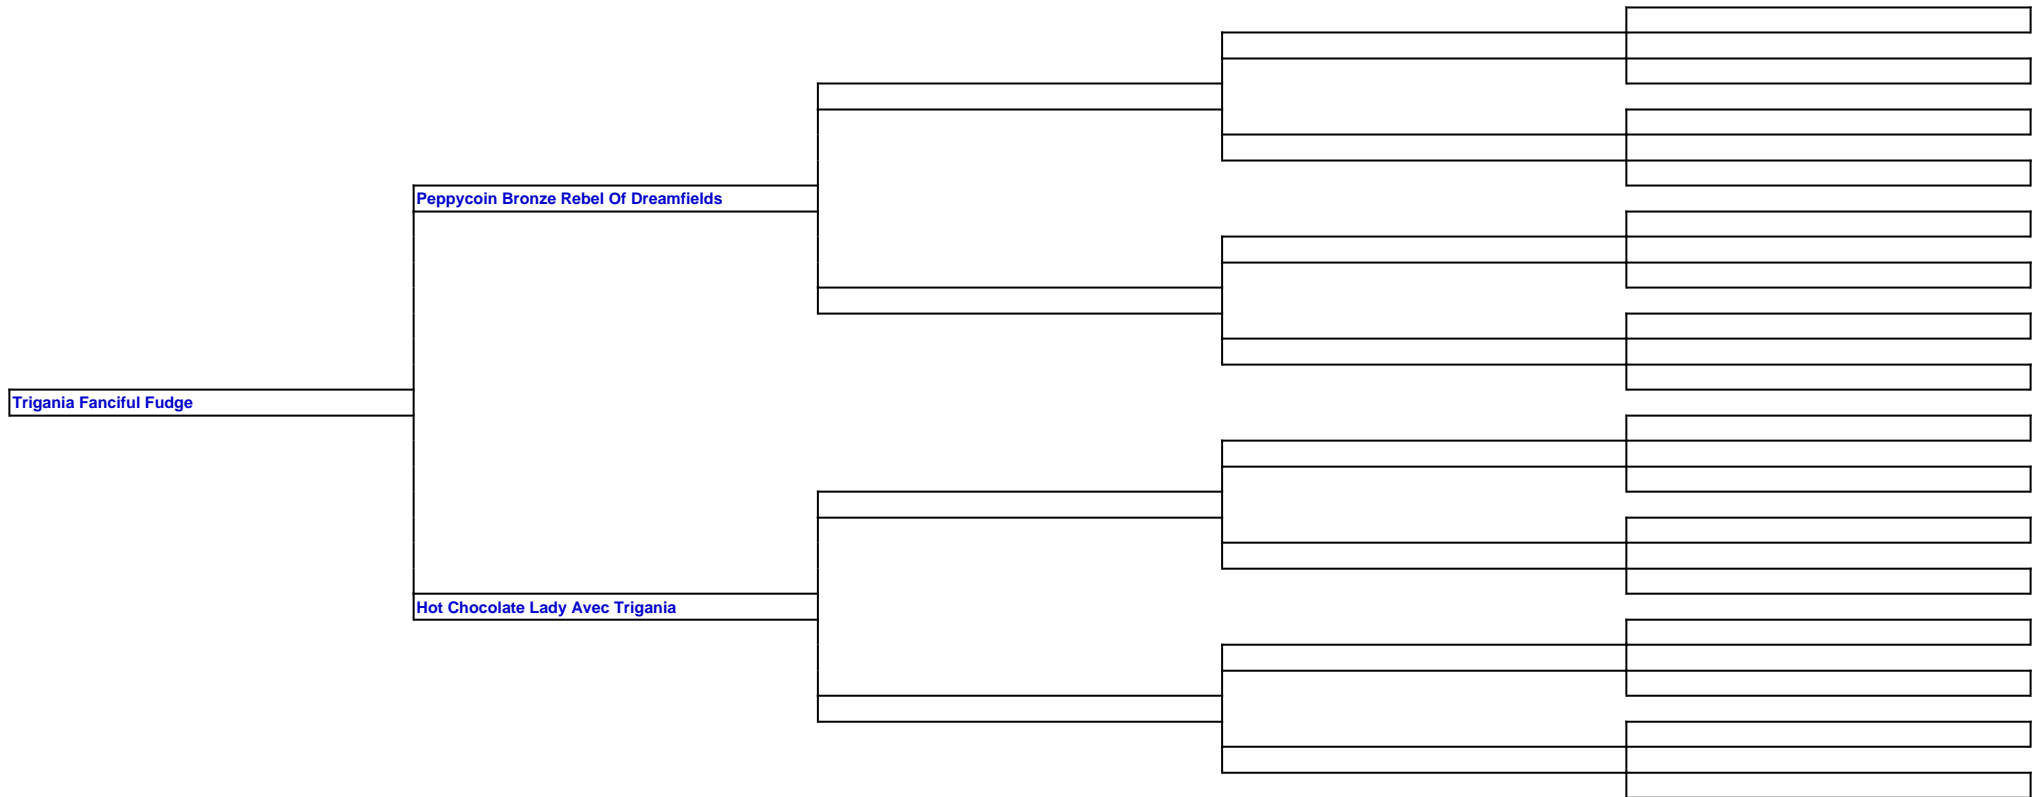 Peppycoin Bronze Rebel Of Dreamfields
Trigania Fanciful Fudge
Hot Chocolate Lady Avec Trigania